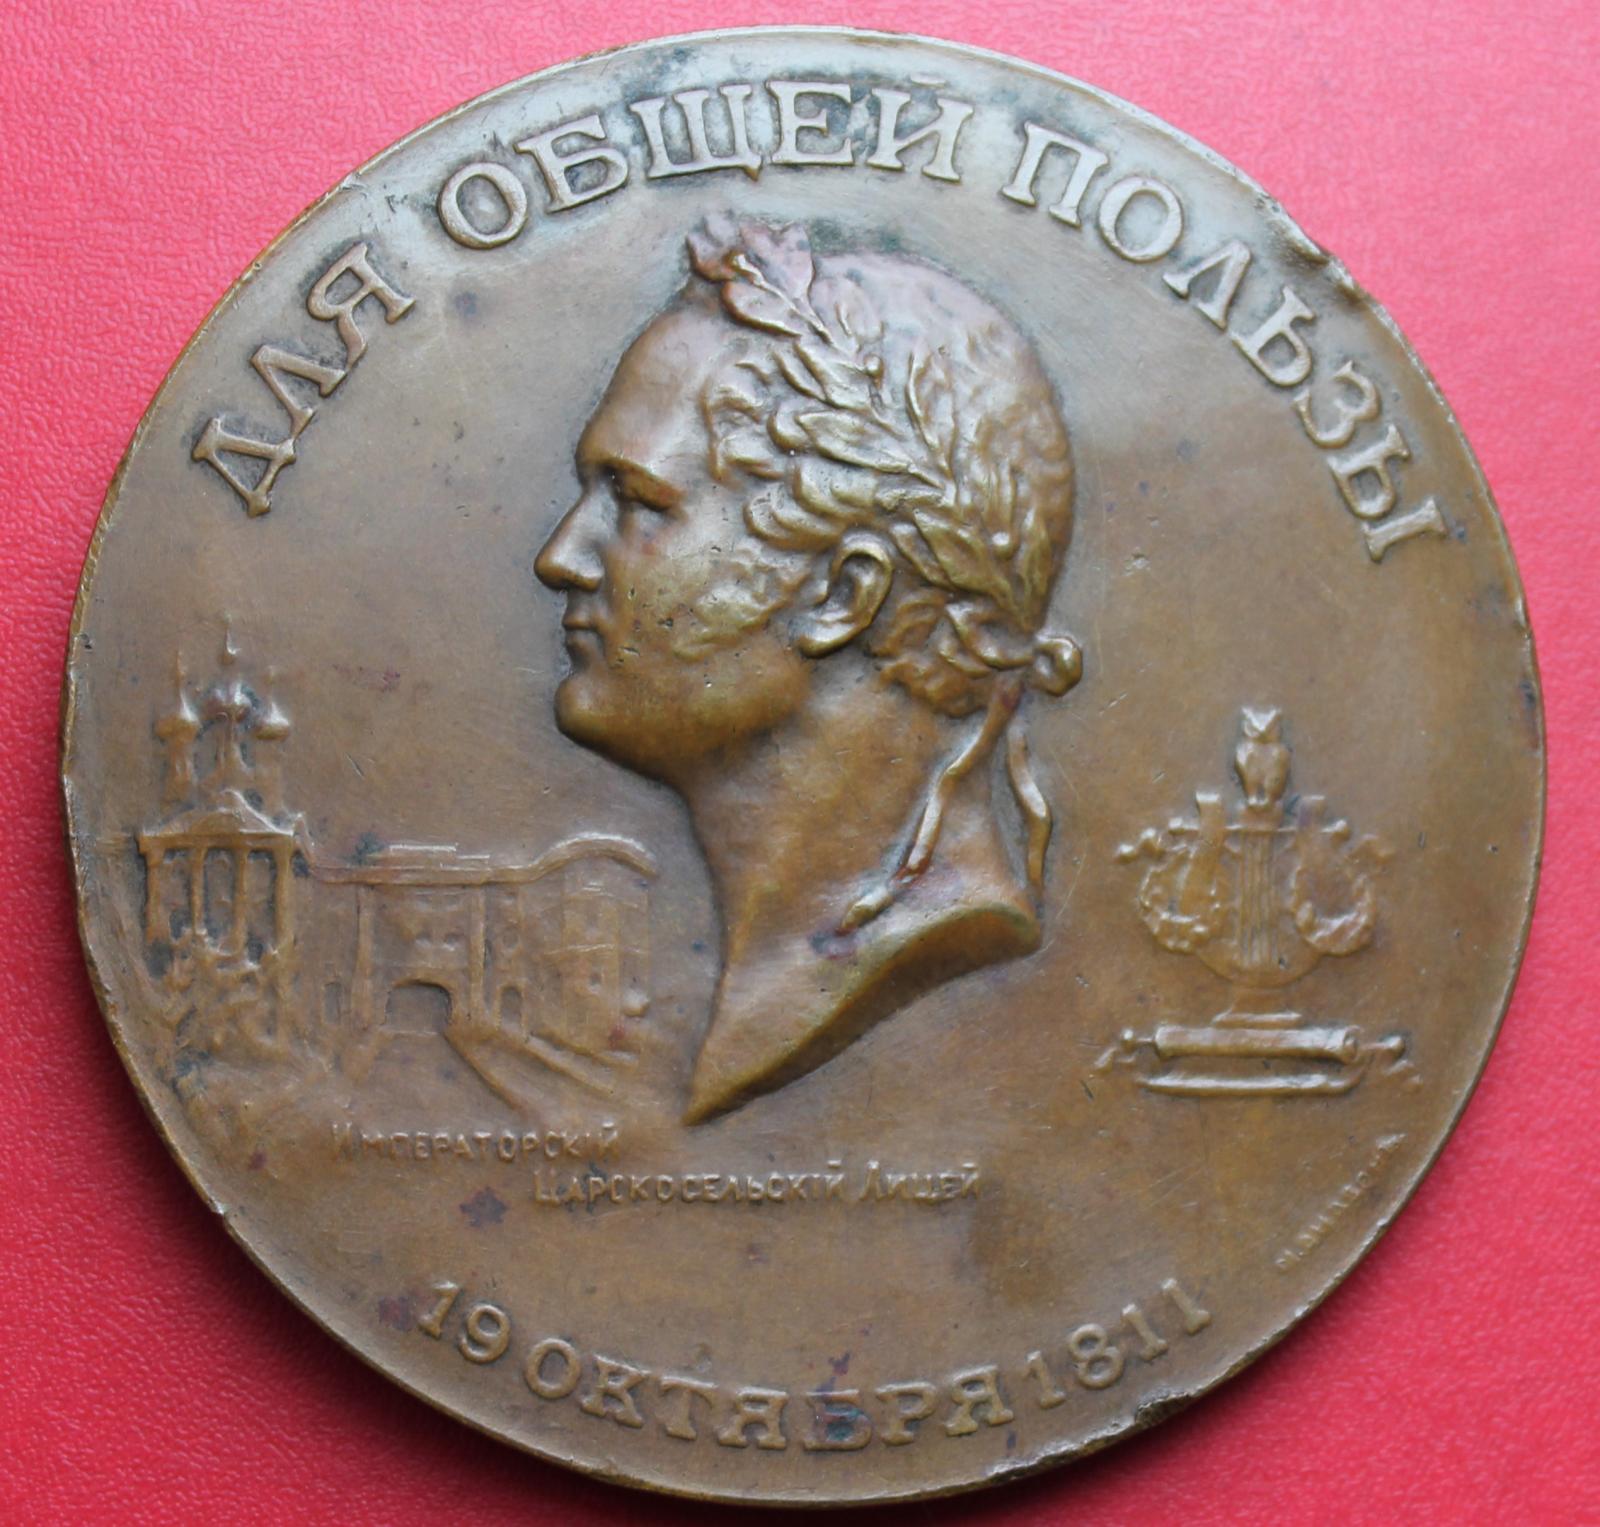 ДЛЯ ОБЩЕЙ ПОЛЬЗЫ
ИМПЕРАТОРСКІЙ
ЦАРСКОСЕЛЬСКІЙ ЛИЦЕЙ
19 ОКТЯБРЯ 1811